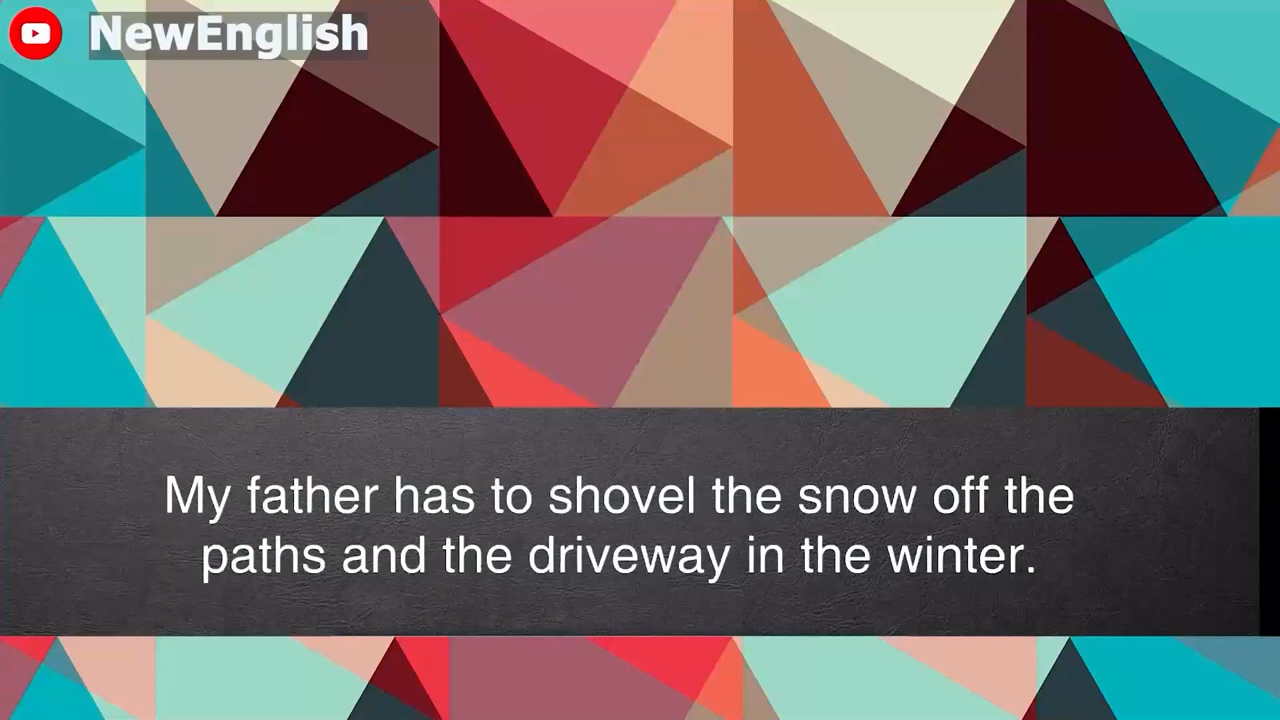 NewEnglish
My father has to shovel the snow off the
paths and the driveway in the winter.